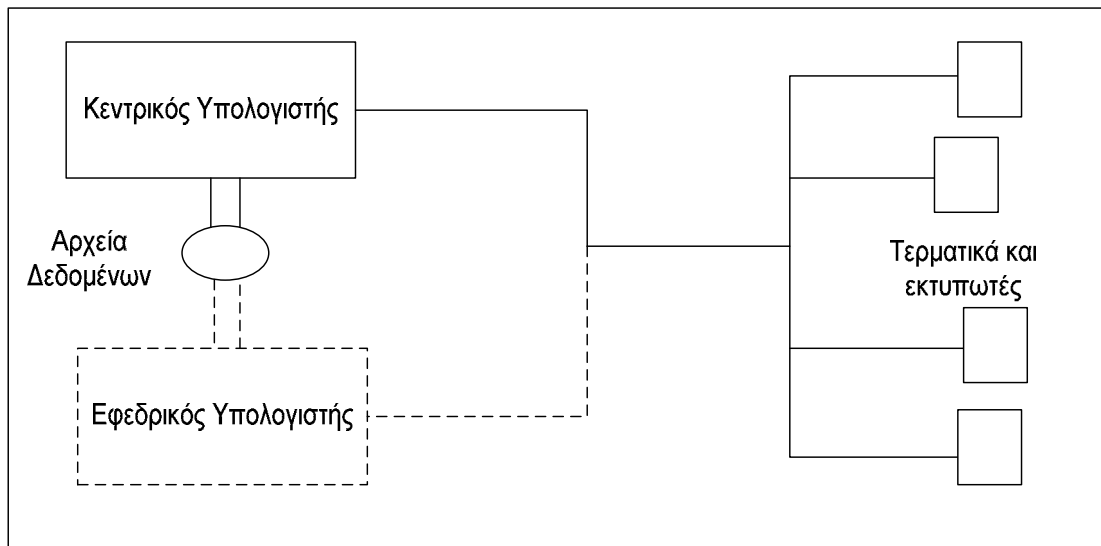 Κεντρικός Υπολογιστής
Αρχεία
Δεδομένων
Τερματικά και
εκτυπωτές
Εφεδρικός Υπολογιστής